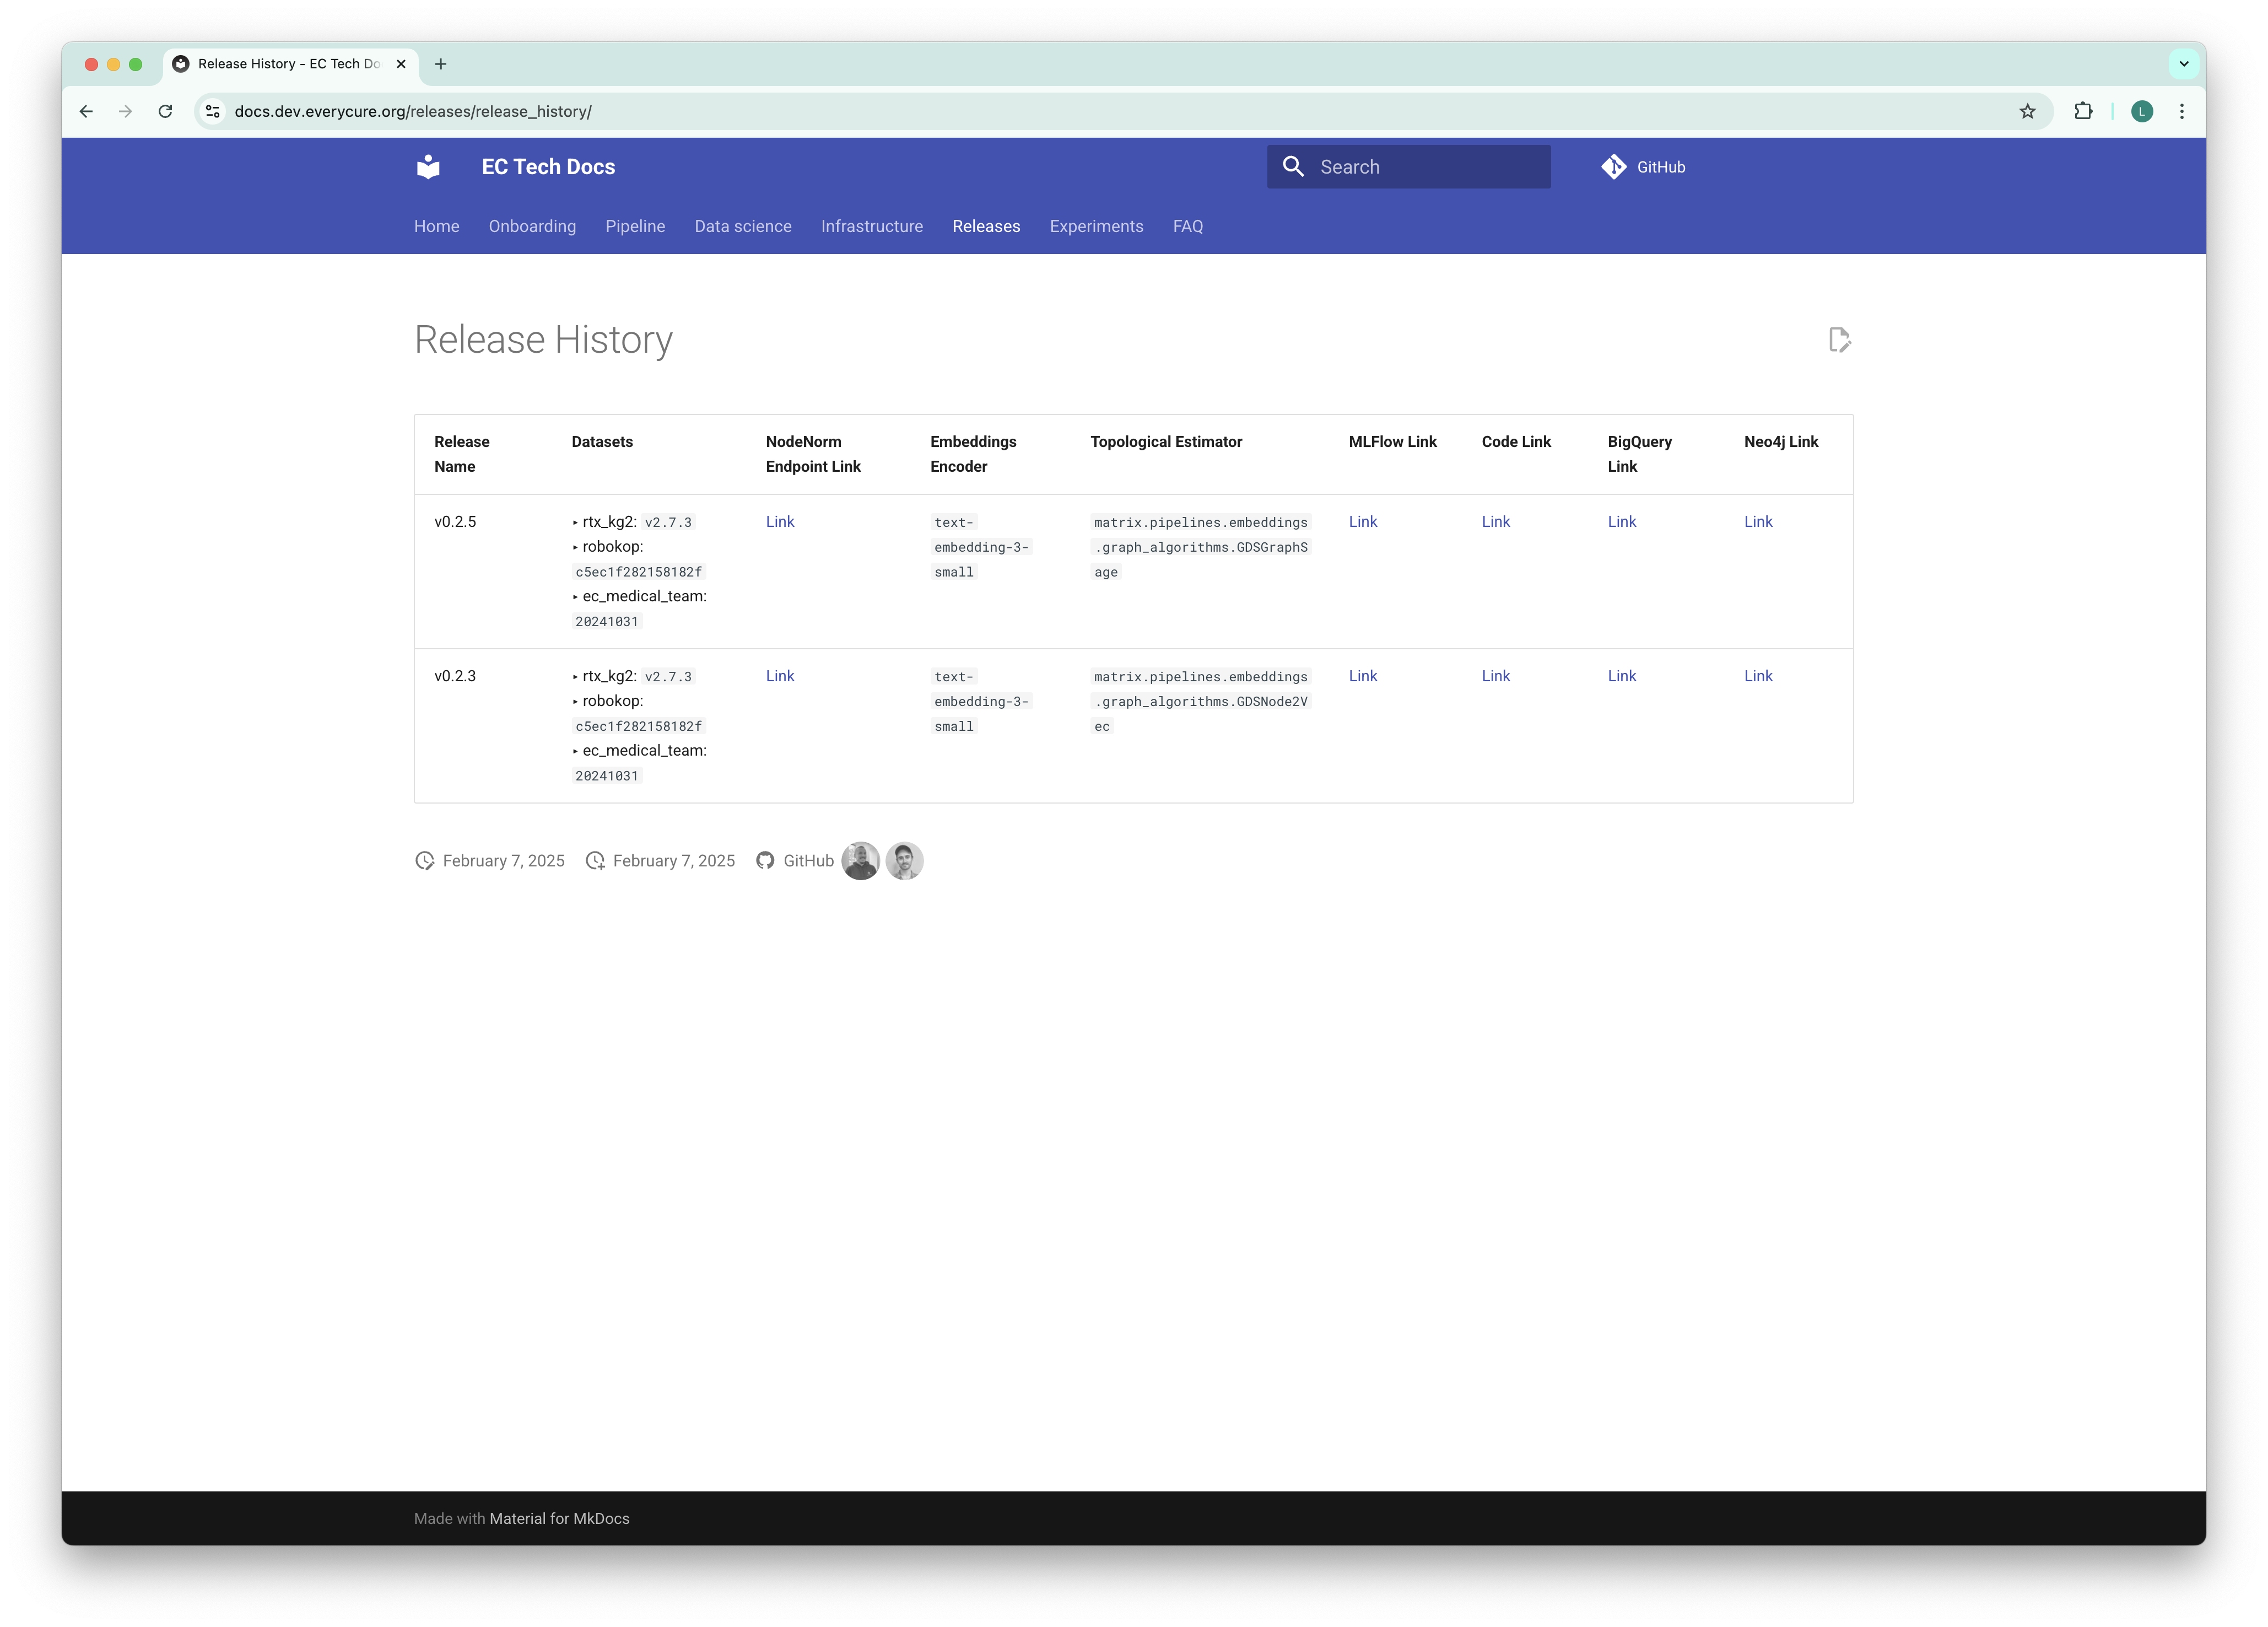 Release History - EC Tech Do
docs.dev.everycure.org/releases/release_history/
L
EC Tech Docs
Search
GitHub
Home Onboarding Pipeline Data science Infrastructure Releases Experiments FAQ
Release History
Release Name Datasets NodeNorm Endpoint Link Embeddings Encoder Topological Estimator MLFlow Link Code Link BigQuery Link Neo4j Link
v0.2.5
‣ rtx_kg2: v2.7.3
‣ robokop:
c5ec1f282158182f
‣ ec_medical_team:
20241031
Link
text-
embedding-3-
small
matrix.pipelines.embeddings
.graph_algorithms.GDSGraphS
age
Link
Link
Link
Link
v0.2.3
‣ rtx_kg2: v2.7.3
‣ robokop:
c5ec1f282158182f
‣ ec_medical_team:
20241031
Link
text-
embedding-3-
small
matrix.pipelines.embeddings
.graph_algorithms.GDSNode2V
ec
Link
Link
Link
Link
February 7, 2025 February 7, 2025 GitHub
Made with Material for MkDocs